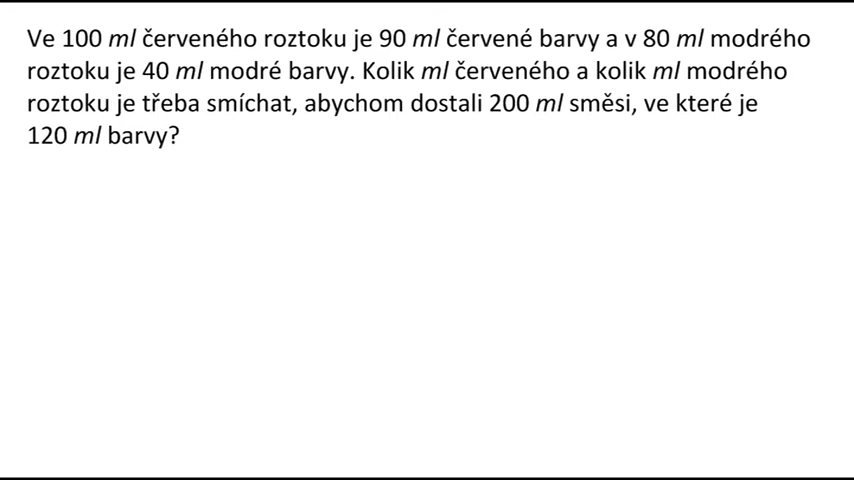 Ve 100 ml červeného roztoku je 90 ml červené barvy a v 80 ml modrého
roztoku je 40 ml modré barvy. Kolik ml červeného a kolik ml modrého
roztoku je třeba smíchat, abychom dostali 200 ml směsi, ve které je
120 ml barvy?